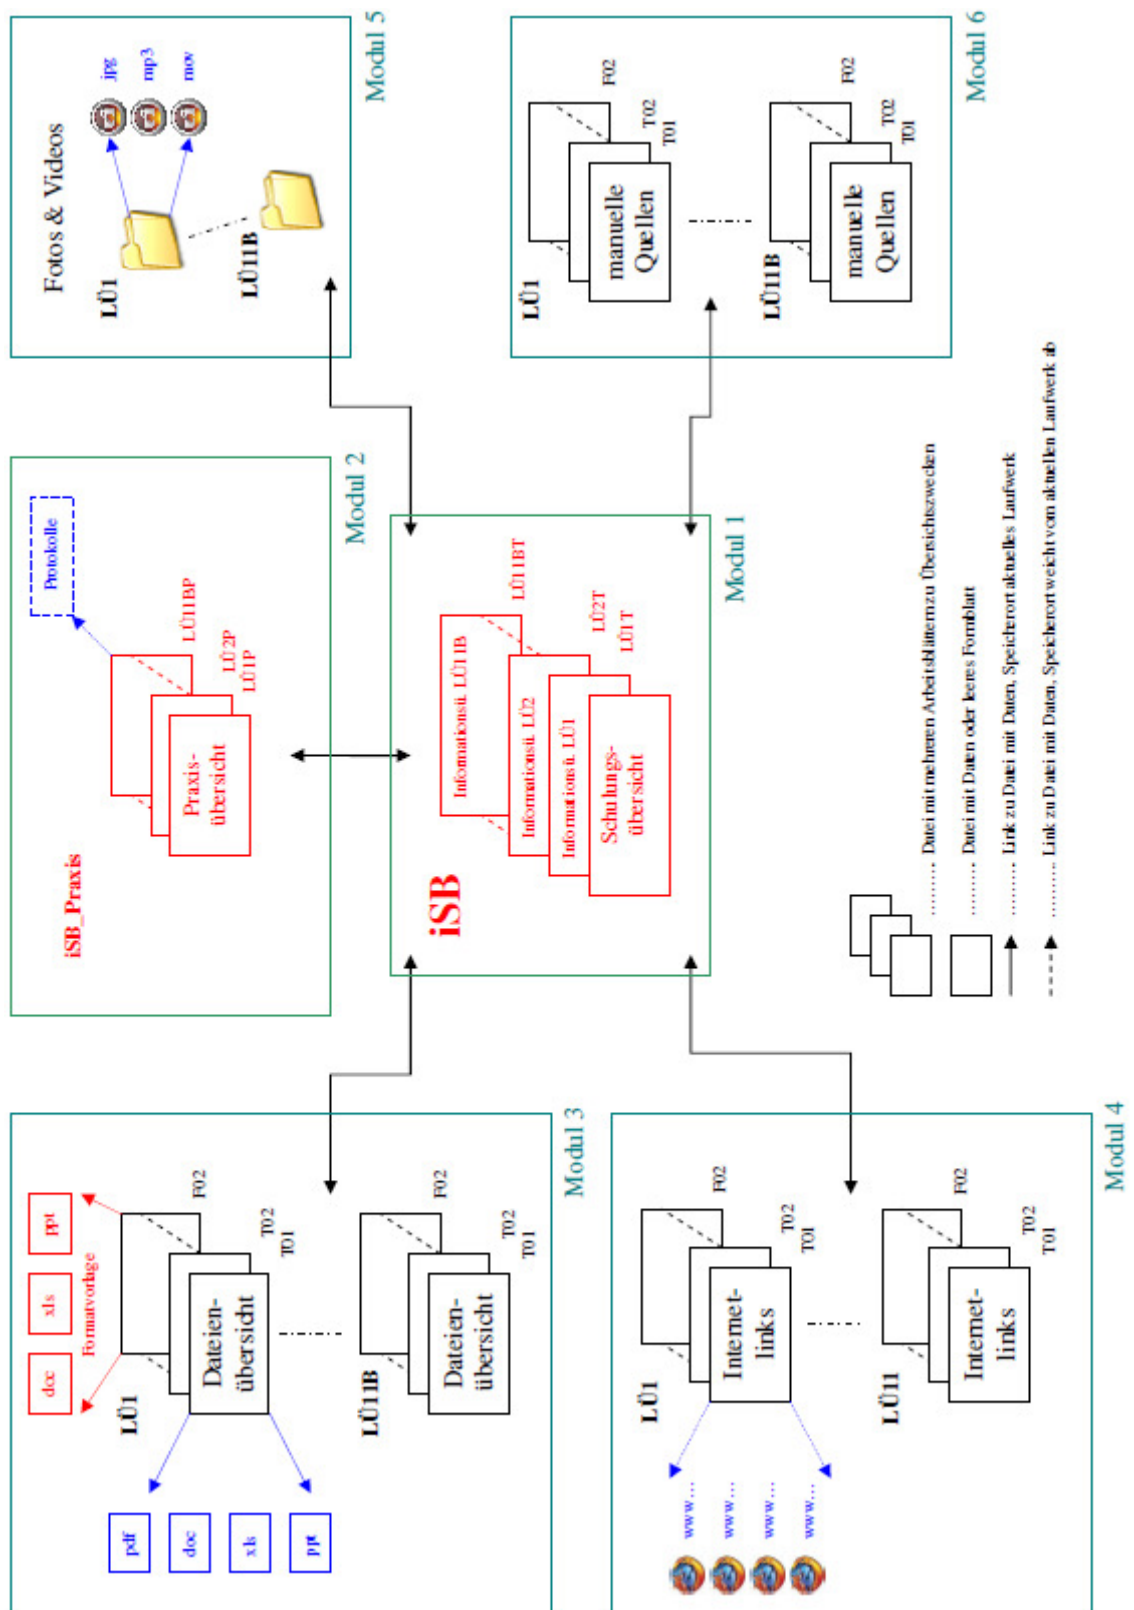 doc
xls
ppt
Formatvorlage
pdf
doc
xls
ppt
LÜ1
Dateien-
übersicht
F02
T02
T01
LÜ11B
Dateien-
übersicht
F02
T02
T01
Modul 3
iSB_Praxis
Protokolle
Praxis-
übersicht
LÜ11BP
LÜ2P
LÜ1P
Modul 2
Fotos & Videos
LÜ1
jpg
mp3
mov
LÜ11B
Modul 5
iSB
Informationsü. LÜ11B
Informationsü. LÜ2
Informationsü. LÜ1
Schulungs-
übersicht
LÜ11BT
LÜ2T
LÜ1T
Modul 1
LÜ1
www…
www…
www…
www…
Internet-
links
F02
T02
T01
LÜ11
Internet-
links
F02
T02
T01
Modul 4
LÜ1
manuelle
Quellen
F02
T02
T01
LÜ11B
manuelle
Quellen
F02
T02
T01
Modul 6
……… Datei mit mehreren Arbeitsblättern zu Übersichtszwecken
……… Datei mit Daten oder leeres Formblatt
……… Link zu Datei mit Daten, Speicherort aktuelles Laufwerk
……… Link zu Datei mit Daten, Speicherort weicht vom aktuellen Laufwerk ab